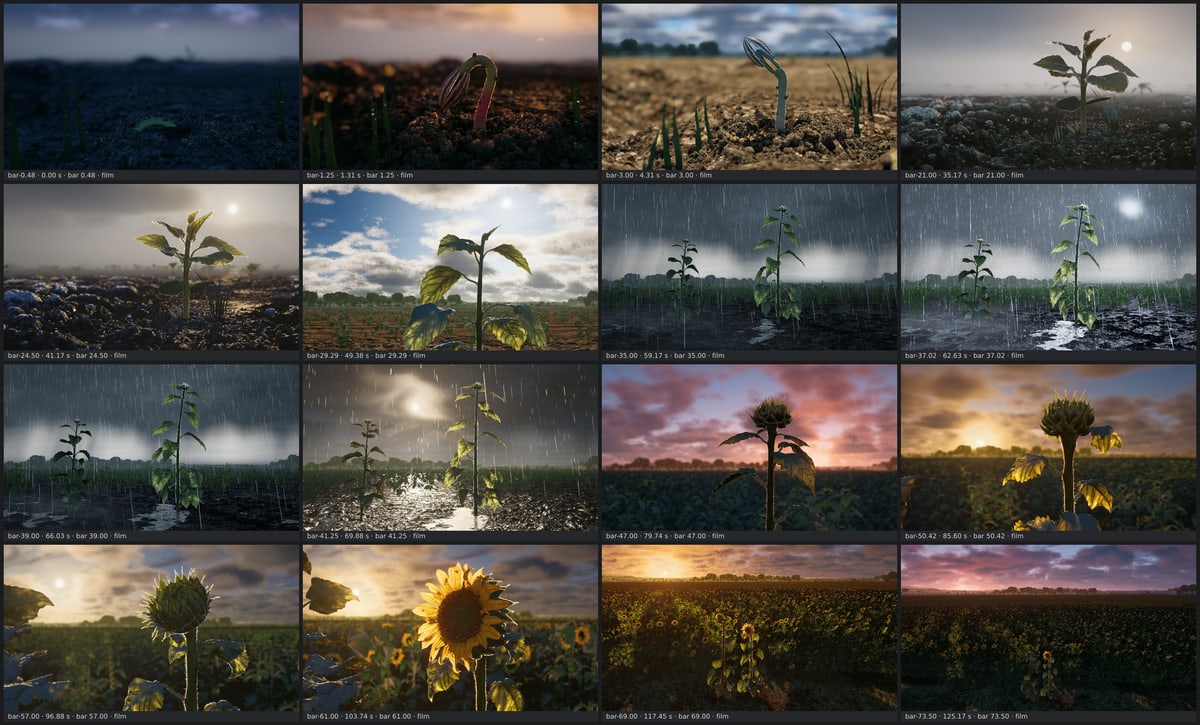 bar-0.48 · 0.00 s · bar 0.48 · film
bar-1.25 · 1.31 s · bar 1.25 · film
bar-3.00 · 4.31 s · bar 3.00 · film
bar-21.00 · 35.17 s · bar 21.00 · film
bar-24.50 · 41.17 s · bar 24.50 · film
bar-29.29 · 49.38 s · bar 29.29 · film
bar-35.00 · 59.17 s · bar 35.00 · film
bar-37.02 · 62.63 s · bar 37.02 · film
bar-39.00 · 66.03 s · bar 39.00 · film
bar-41.25 · 69.88 s · bar 41.25 · film
bar-47.00 · 79.74 s · bar 47.00 · film
bar-50.42 · 85.60 s · bar 50.42 · film
bar-57.00 · 96.88 s · bar 57.00 · film
bar-61.00 · 103.74 s · bar 61.00 · film
bar-69.00 · 117.45 s · bar 69.00 · film
bar-73.50 · 125.17 s · bar 73.50 · film